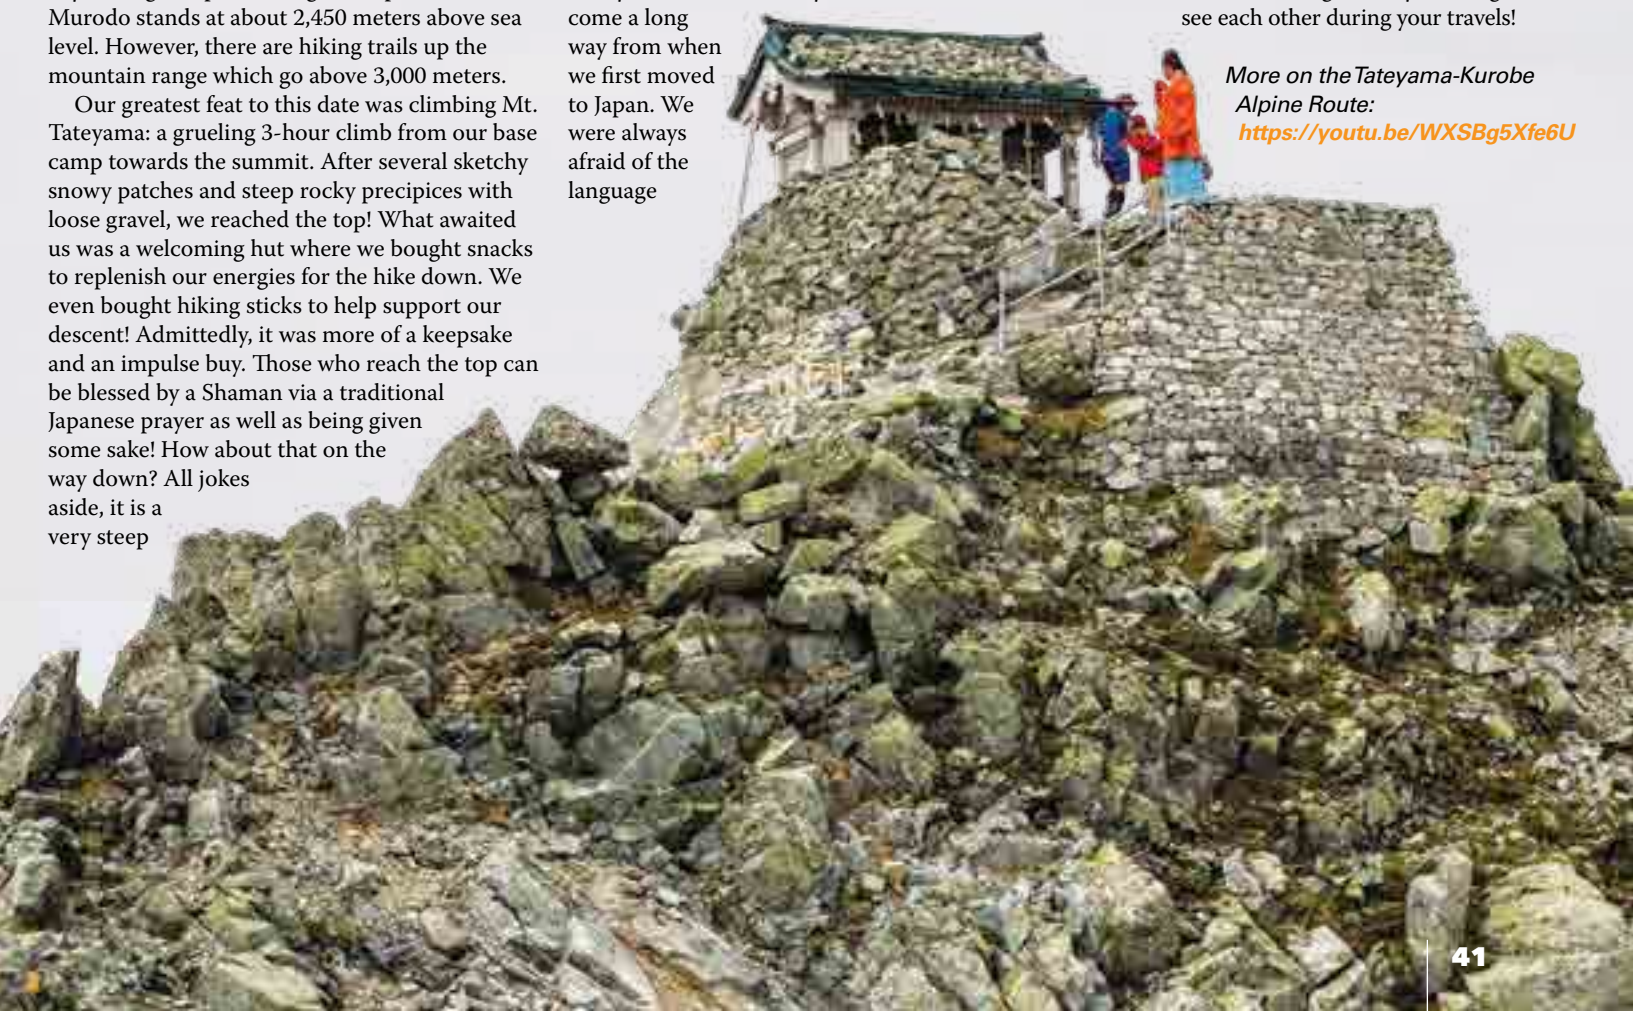 Murodo stands at about 2,450 meters above sea
level. However, there are hiking trails up the
mountain range which go above 3,000 meters.
Our greatest feat to this date was climbing Mt.
Tateyama: a grueling 3-hour climb from our base
camp towards the summit. After several sketchy
snowy patches and steep rocky precipices with
loose gravel, we reached the top! What awaited
us was a welcoming hut where we bought snacks
to replenish our energies for the hike down. We
even bought hiking sticks to help support our
descent! Admittedly, it was more of a keepsake
and an impulse buy. Those who reach the top can
be blessed by a Shaman via a traditional
Japanese prayer as well as being given
some sake! How about that on the
way down? All jokes
aside, it is a
very steep
come a long
way from when
we first moved
to Japan. We
were always
afraid of the
language
see each other during your travels!
More on the Tateyama-Kurobe
Alpine Route:
https://youtu.be/WXSBg5Xfe6U
41